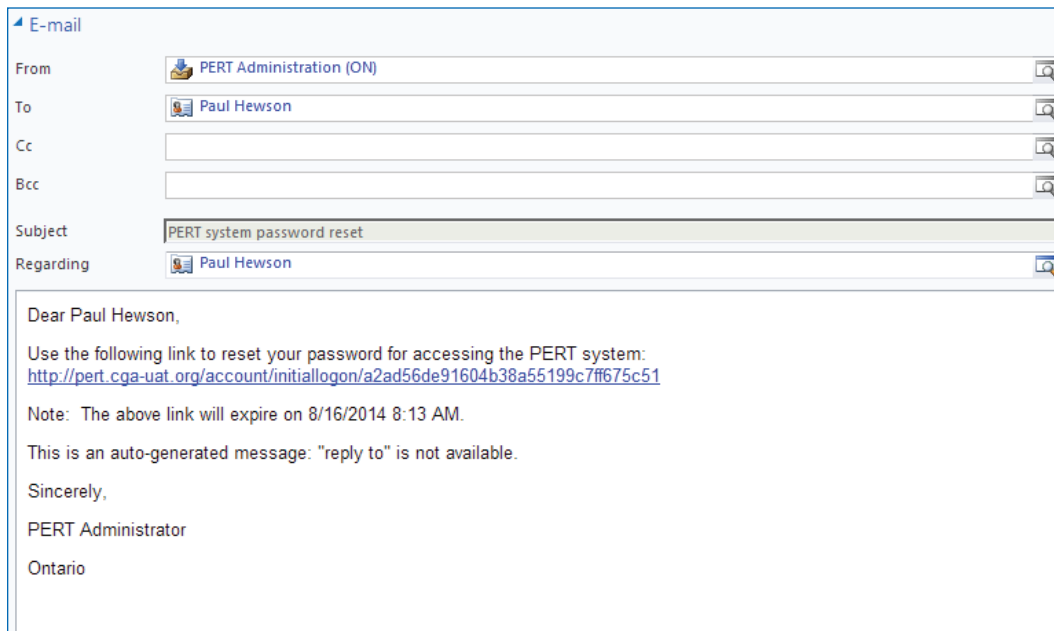 E-mail
From PERT Administration (ON)
To Paul Hewson
Cc
Bcc
Subject PERT system password reset
Regarding Paul Hewson
Dear Paul Hewson,
Use the following link to reset your password for accessing the PERT system:
http://pert.cga-uat.org/account/initiallogon/a2ad56de91604b38a55199c7ff675c51
Note:  The above link will expire on 8/16/2014 8:13 AM.
This is an auto-generated message: "reply to" is not available.
Sincerely,
PERT Administrator
Ontario